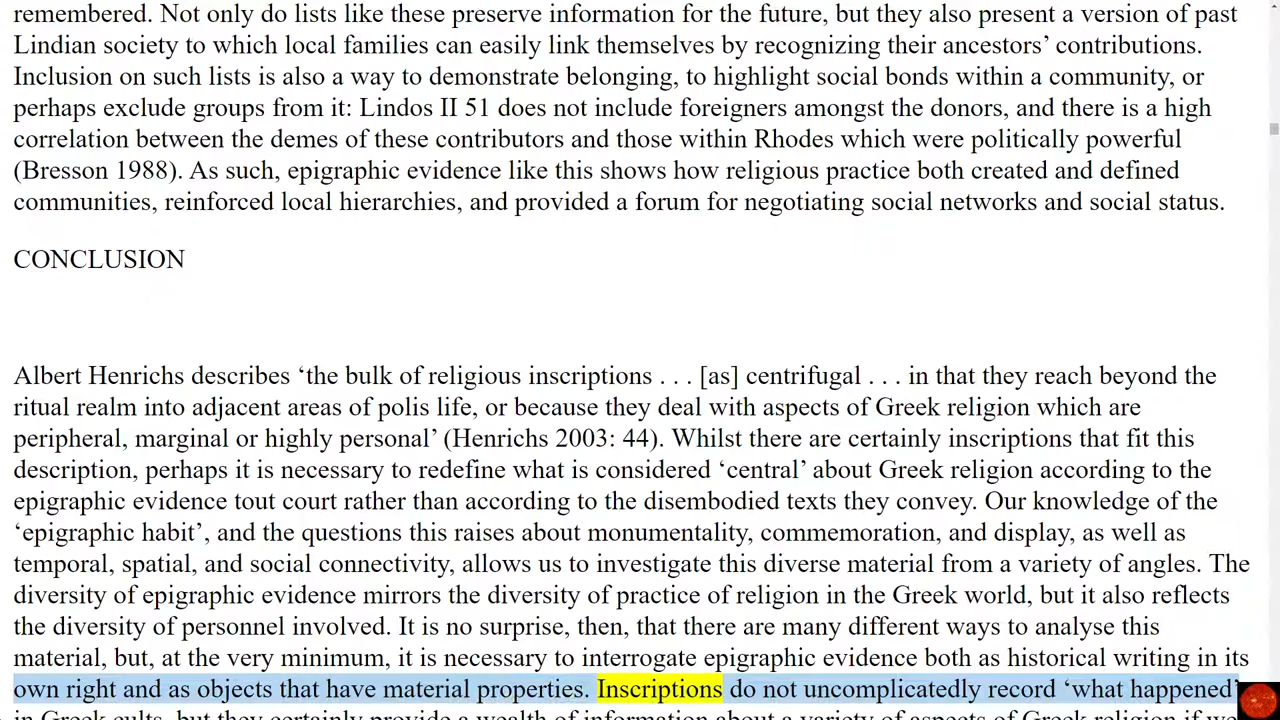 remembered. Not only do lists like these preserve information for the future, but they also present a version of past
Lindian society to which local families can easily link themselves by recognizing their ancestors’ contributions.
Inclusion on such lists is also a way to demonstrate belonging, to highlight social bonds within a community, or
perhaps exclude groups from it: Lindos II 51 does not include foreigners amongst the donors, and there is a high
correlation between the demes of these contributors and those within Rhodes which were politically powerful
(Bresson 1988). As such, epigraphic evidence like this shows how religious practice both created and defined
communities, reinforced local hierarchies, and provided a forum for negotiating social networks and social status.
CONCLUSION
Albert Henrichs describes ‘the bulk of religious inscriptions . . . [as] centrifugal . . . in that they reach beyond the
ritual realm into adjacent areas of polis life, or because they deal with aspects of Greek religion which are
peripheral, marginal or highly personal’ (Henrichs 2003: 44). Whilst there are certainly inscriptions that fit this
description, perhaps it is necessary to redefine what is considered ‘central’ about Greek religion according to the
epigraphic evidence tout court rather than according to the disembodied texts they convey. Our knowledge of the
‘epigraphic habit’, and the questions this raises about monumentality, commemoration, and display, as well as
temporal, spatial, and social connectivity, allows us to investigate this diverse material from a variety of angles. The
diversity of epigraphic evidence mirrors the diversity of practice of religion in the Greek world, but it also reflects
the diversity of personnel involved. It is no surprise, then, that there are many different ways to analyse this
material, but, at the very minimum, it is necessary to interrogate epigraphic evidence both as historical writing in its
own right and as objects that have material properties. Inscriptions do not uncomplicatedly record ‘what happened’
in Greek cults, but they certainly provide a wealth of information about a variety of aspects of Greek religion if we